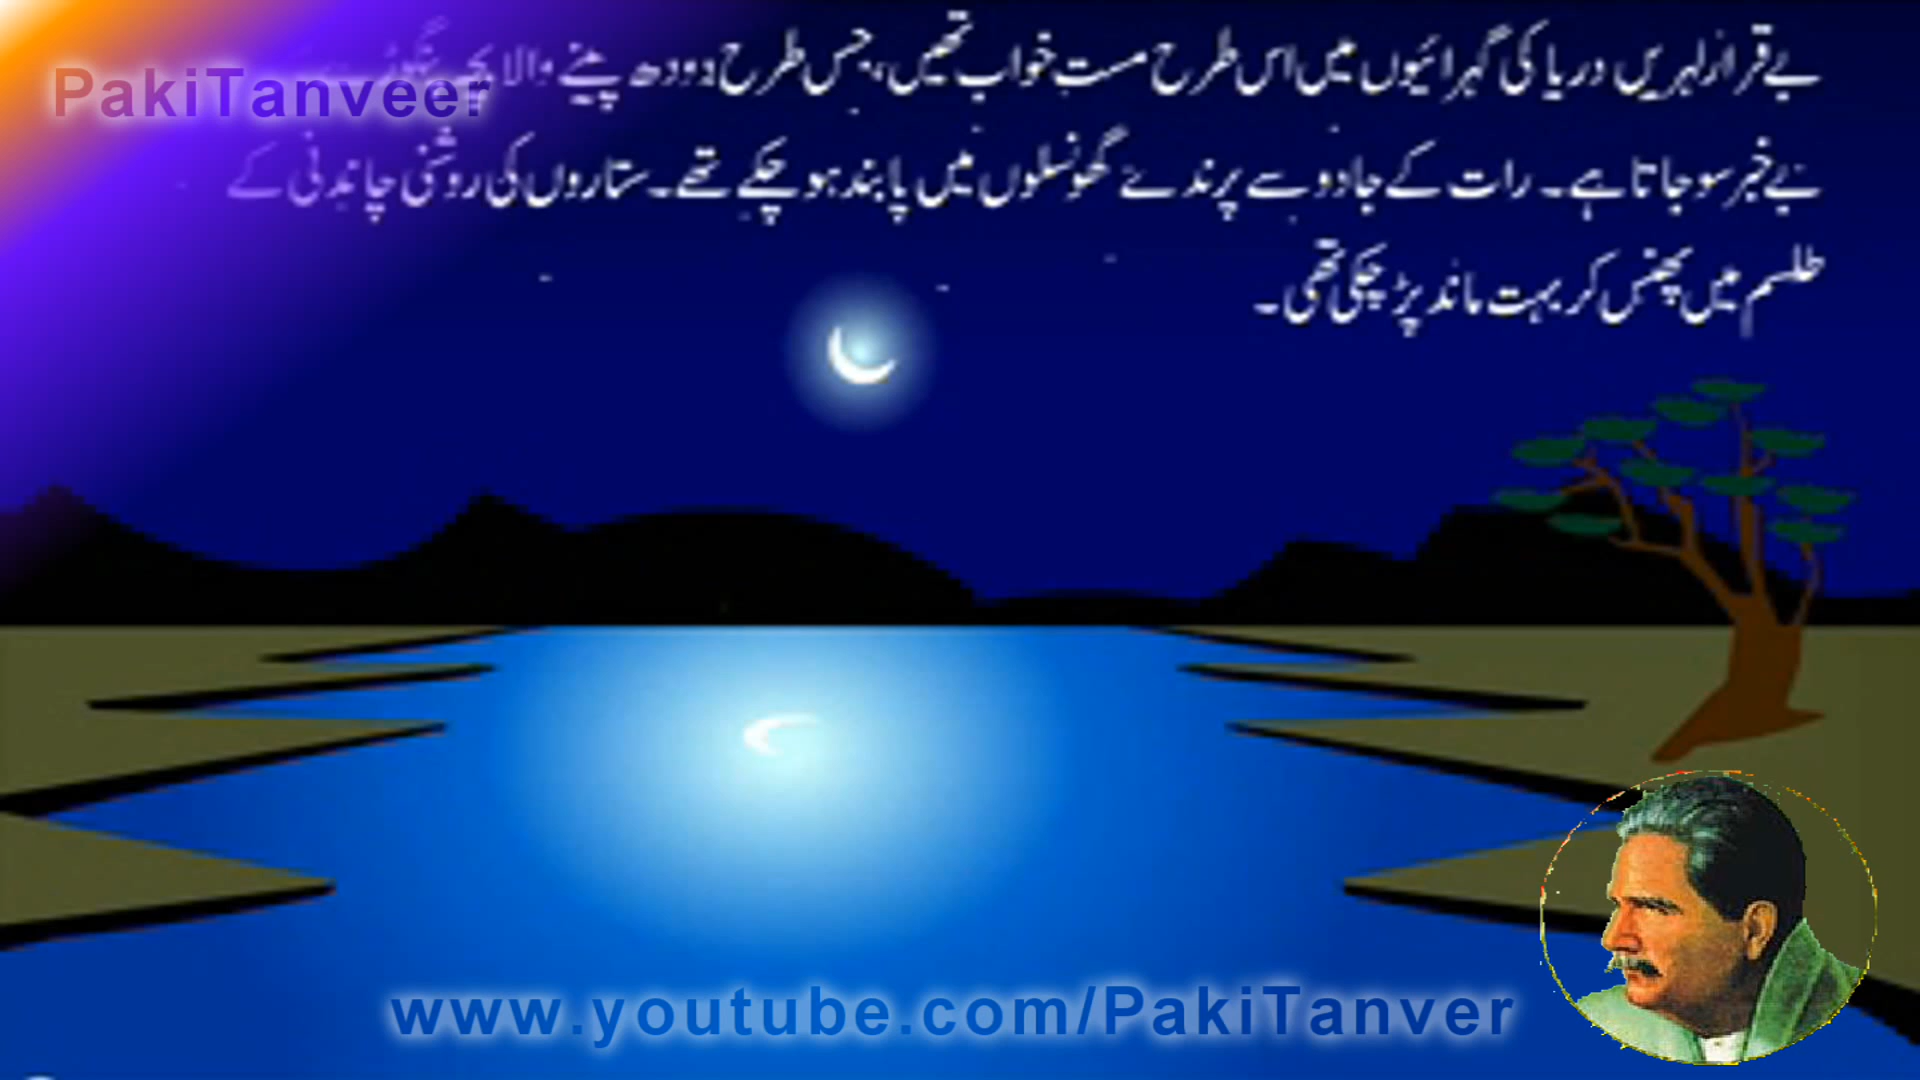 بے قرار لہریں دریا کی گہرائیوں میں اس طرح مست خواب تھیں، جس طرح دودھ پینے والا بچہ
PakiTanveer
بے خبر سو جاتا ہے۔ رات کے جادو سے پرندے گھونسلوں میں پابند ہو چکے تھے۔ ستاروں کی روشنی چاندنی کے
طلسم میں پھنس کر بہت ماند پڑ چکی تھی۔
www.youtube.com/PakiTanver